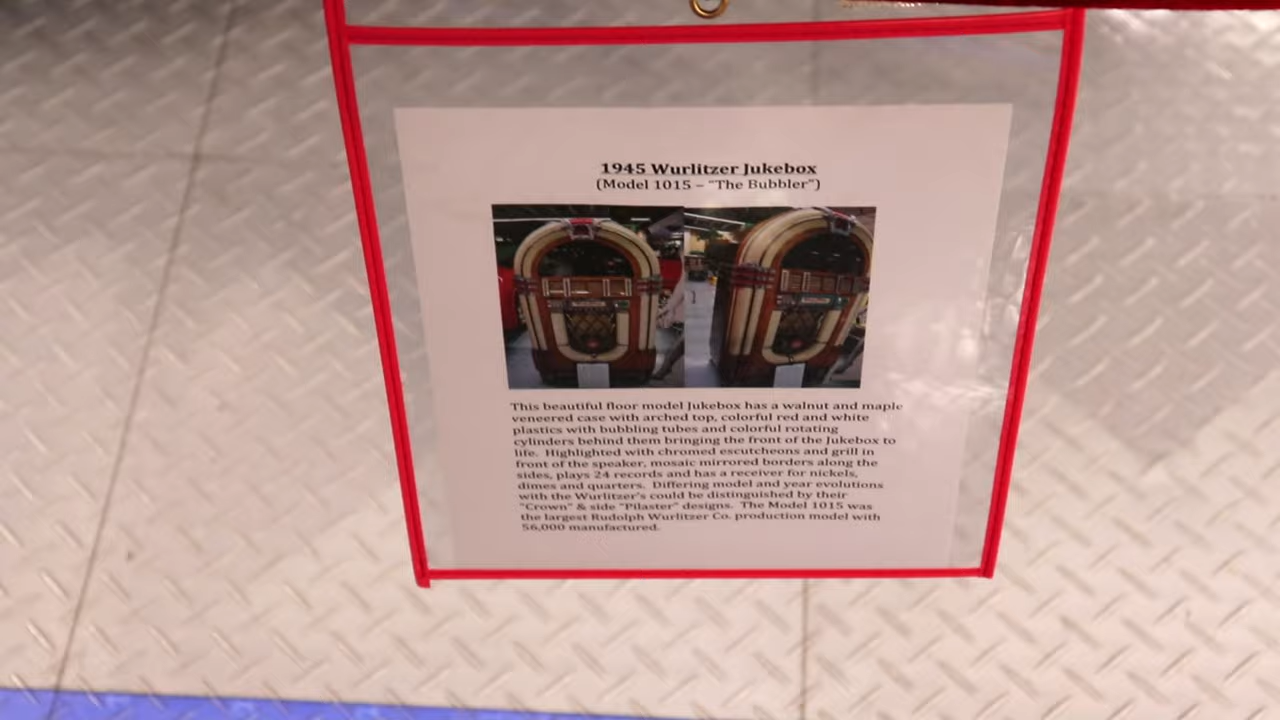 1945 Wurlitzer Jukebox
(Model 1015 – "The Bubbler")
This beautiful floor model Jukebox has a walnut and maple
veneered case with arched top, colorful red and white
plastics with bubbling tubes and colorful rotating
cylinders behind them bringing the front of the Jukebox to
life. Highlighted with chromed escutcheons and grill in
front of the speaker, mosaic mirrored borders along the
sides, plays 24 records and has a receiver for nickels,
dimes and quarters. Differing model and year evolutions
with the Wurlitzer's could be distinguished by their
"Crown" & side "Pilaster" designs. The Model 1015 was
the largest Rudolph Wurlitzer Co. production model with
56,000 manufactured.